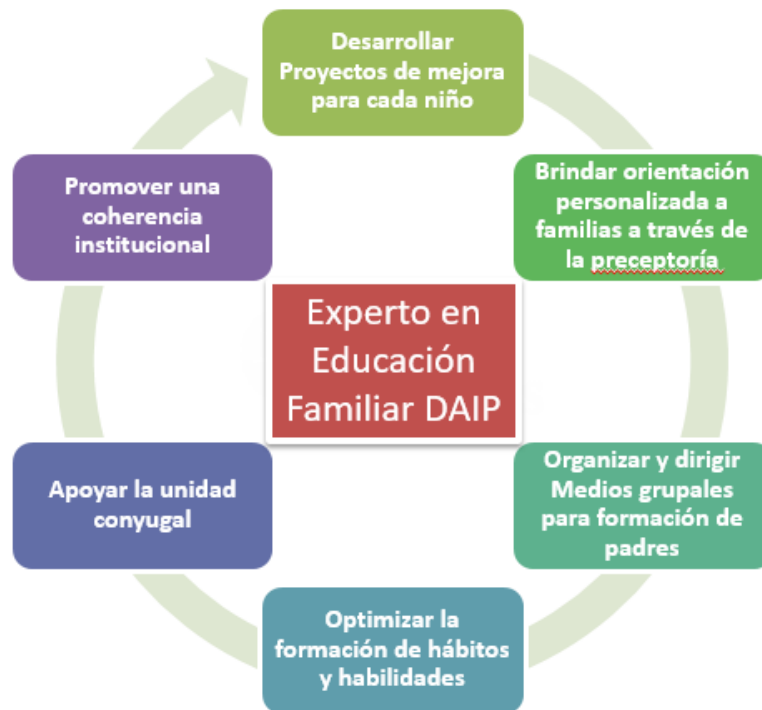 Desarrollar
Proyectos de mejora
para cada niño
Brindar orientación
personalizada a
familias a través de
la preceptoría
Organizar y dirigir
Medios grupales
para formación de
padres
Optimizar la
formación de hábitos
y habilidades
Apoyar la unidad
conyugal
Promover una
coherencia
institucional
Experto en
Educación
Familiar DAIP